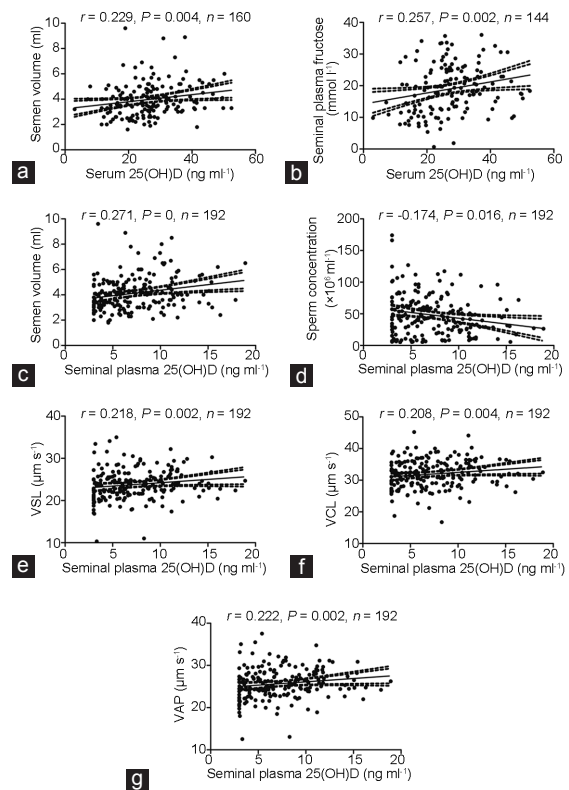 r = 0.229, P = 0.004, n = 160
Semen volume (ml)
10
8
6
4
2
0
0 20 40 60
Serum 25(OH)D (ng ml-1)
a
r = 0.257, P = 0.002, n = 144
Seminal plasma fructose
(mmol l-1)
40
30
20
10
0
0 20 40 60
Serum 25(OH)D (ng ml-1)
b
r = 0.271, P = 0, n = 192
Semen volume (ml)
10
8
6
4
2
0
0 5 10 15 20
Seminal plasma 25(OH)D (ng ml-1)
c
r = -0.174, P = 0.016, n = 192
Sperm concentration
(×10⁶ ml-1)
200
150
100
50
0
0 5 10 15 20
Seminal plasma 25(OH)D (ng ml-1)
d
r = 0.218, P = 0.002, n = 192
VSL (µm s-1)
40
30
20
10
0 5 10 15 20
Seminal plasma 25(OH)D (ng ml-1)
e
r = 0.208, P = 0.004, n = 192
VCL (µm s-1)
50
40
30
20
10
0 5 10 15 20
Seminal plasma 25(OH)D (ng ml-1)
f
r = 0.222, P = 0.002, n = 192
VAP (µm s-1)
40
30
20
10
0 5 10 15 20
Seminal plasma 25(OH)D (ng ml-1)
g